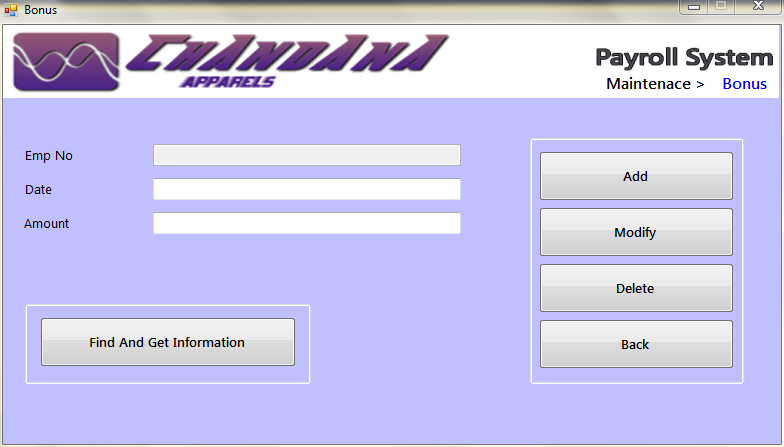 Bonus
CHANDANA
APPARELS
Payroll System
Maintenace > Bonus
Emp No
Date
Amount
Add
Modify
Delete
Back
Find And Get Information